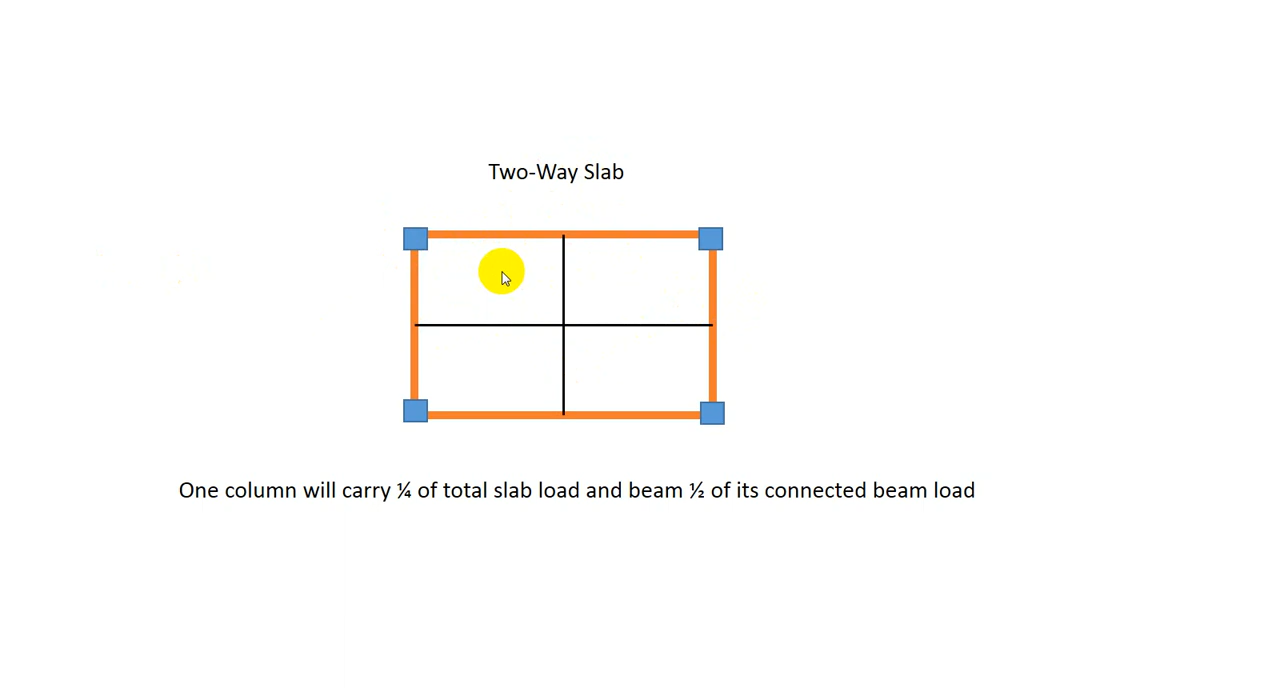 Two-Way Slab
One column will carry ¼ of total slab load and beam ½ of its connected beam load